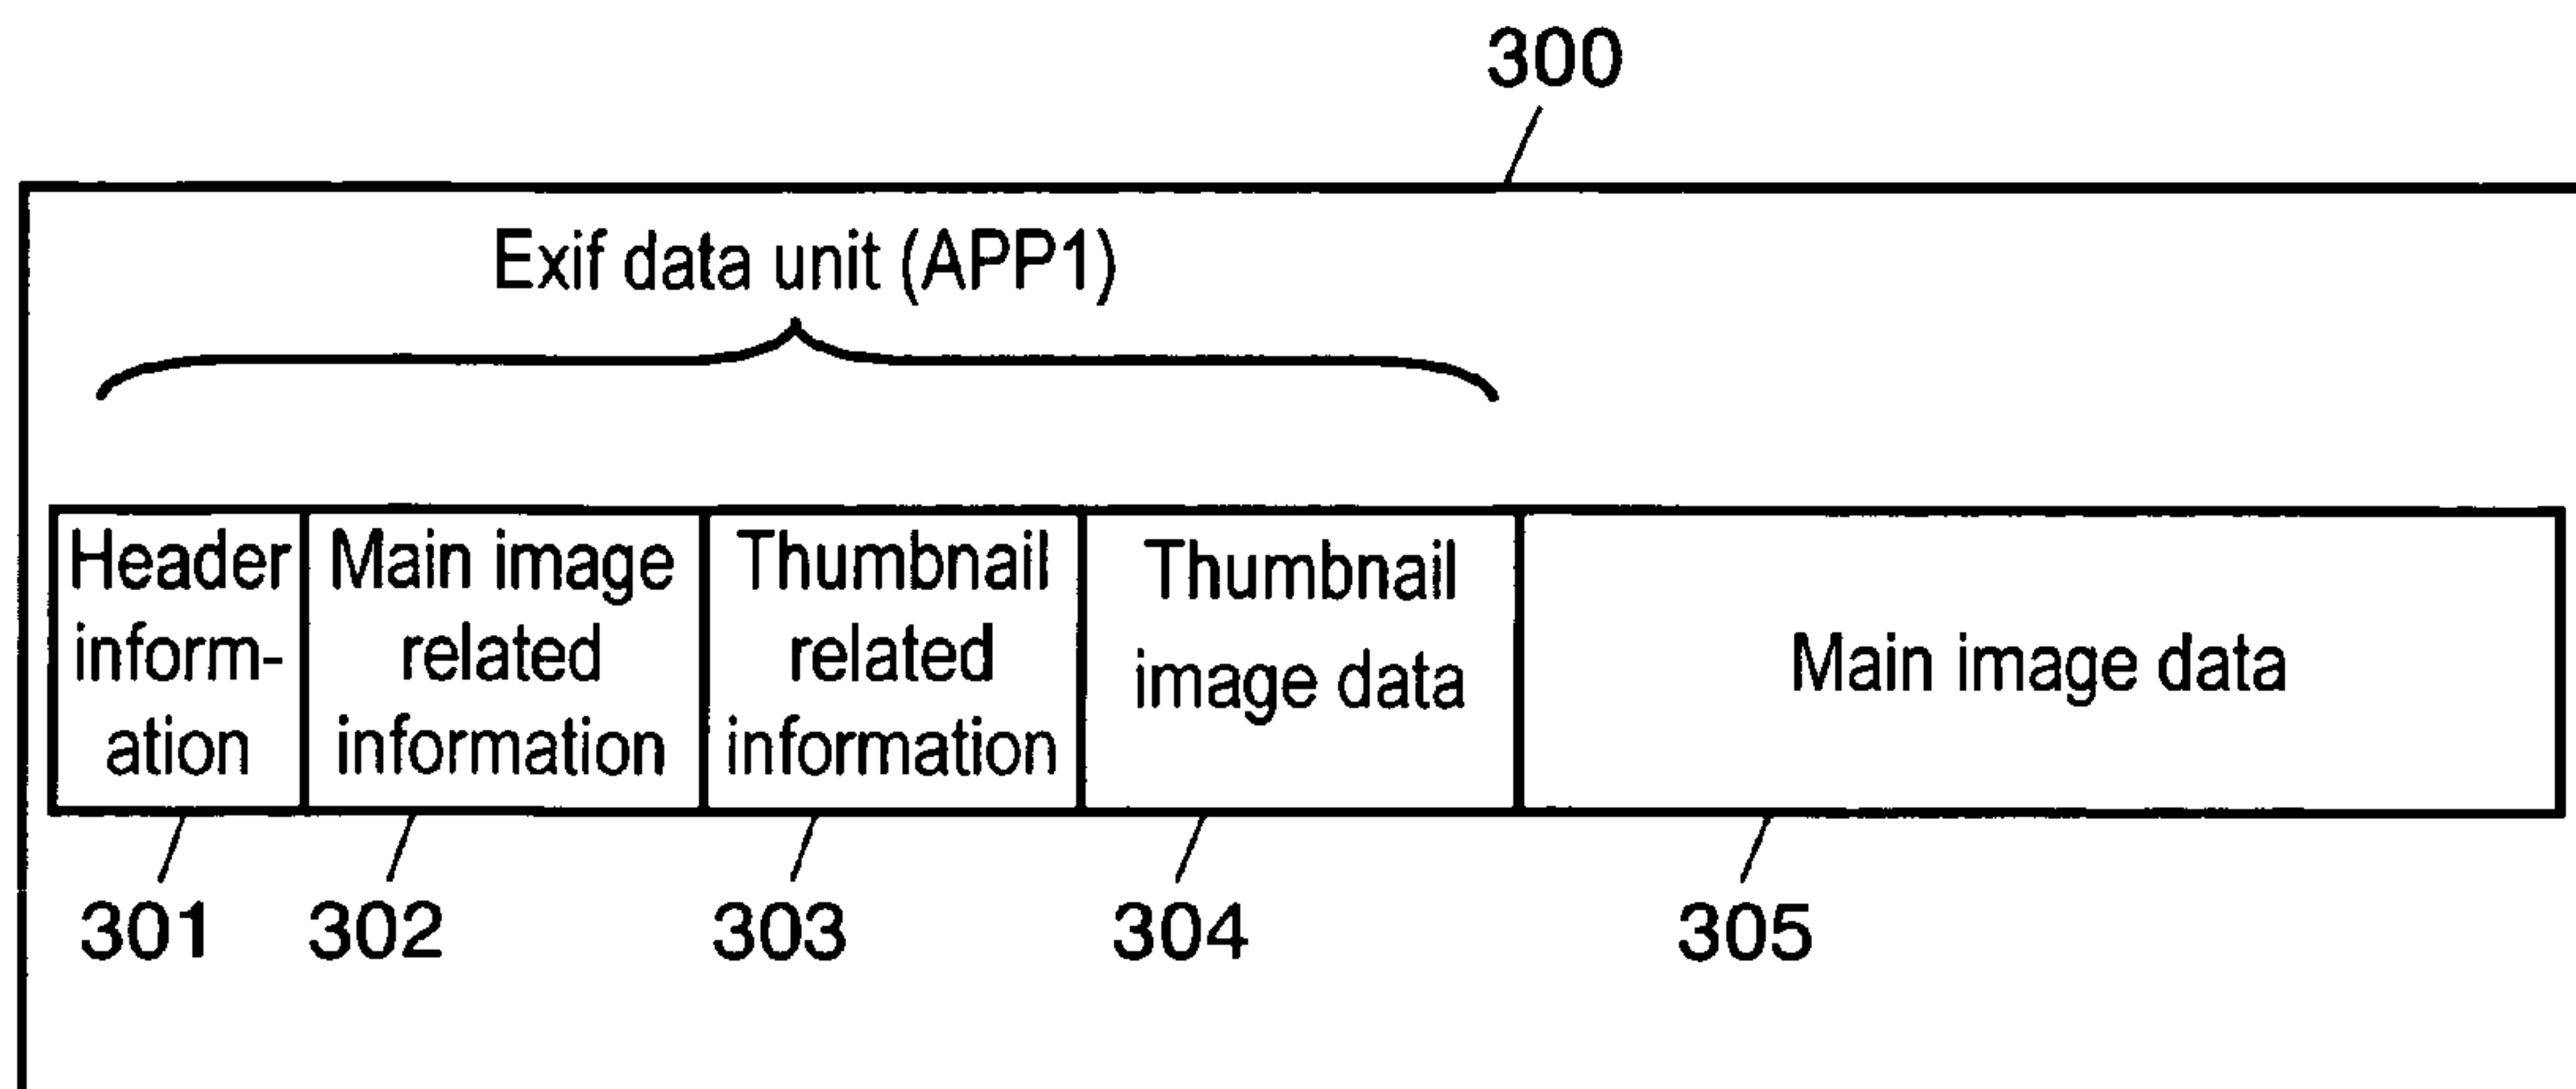 300
Exif data unit (APP1)
Header
inform-
ation
Main image
related
information
Thumbnail
related
information
Thumbnail
image data
Main image data
301
302
303
304
305